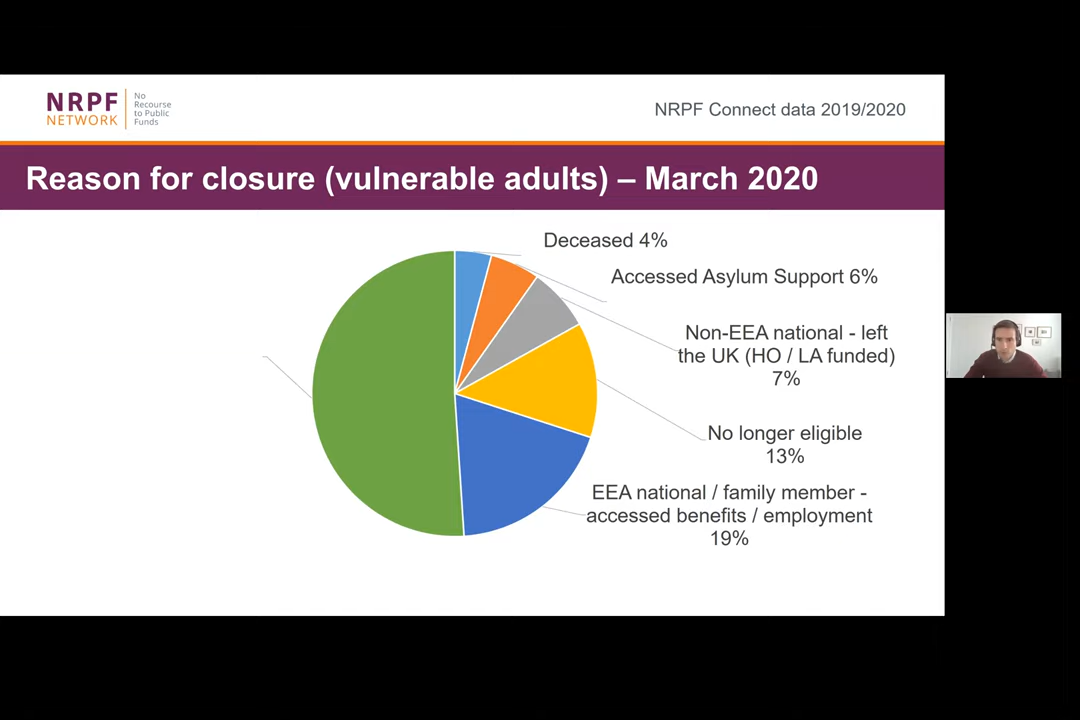 NRPF
NETWORK
No
Recourse
to Public
Funds
NRPF Connect data 2019/2020
Reason for closure (vulnerable adults) – March 2020
Deceased 4%
Accessed Asylum Support 6%
Non-EEA national - left
the UK (HO / LA funded)
7%
No longer eligible
13%
EEA national / family member -
accessed benefits / employment
19%